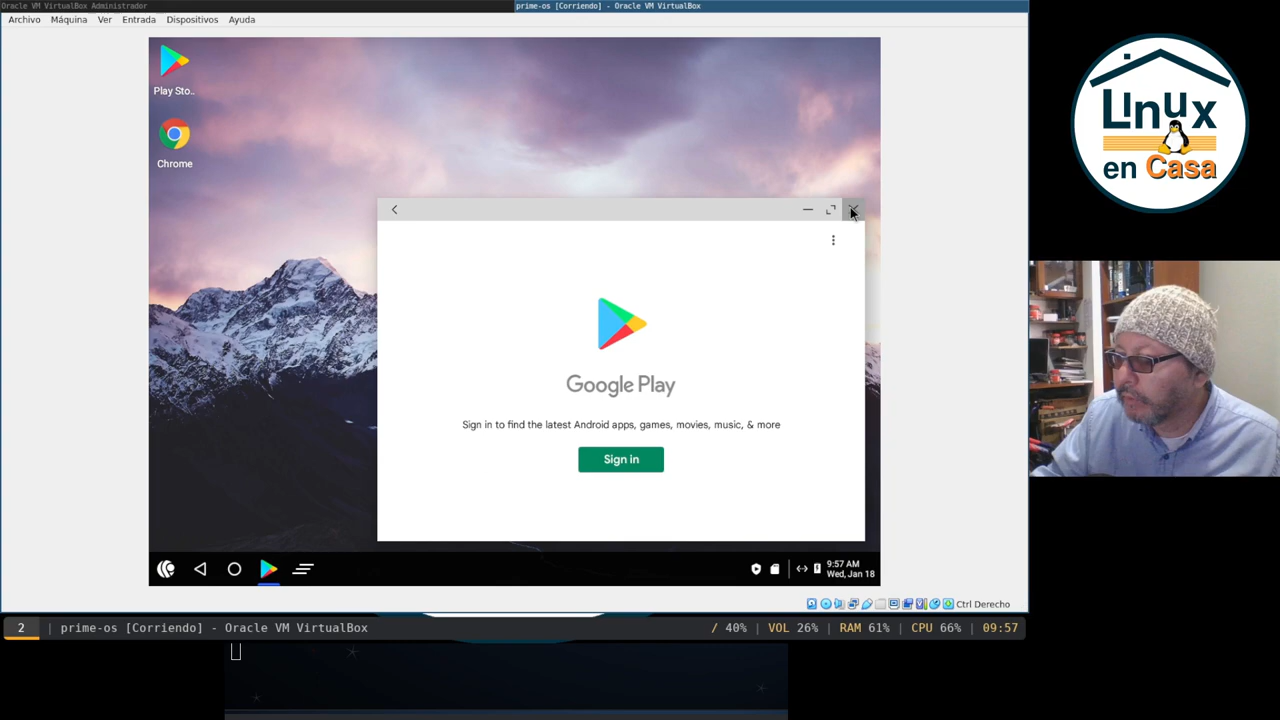 Oracle VM VirtualBox Administrador
prime-os [Corriendo] - Oracle VM VirtualBox
Archivo Máquina Ver Entrada Dispositivos Ayuda
Play Sto..
Chrome
Google Play
Sign in to find the latest Android apps, games, movies, music, & more
Sign in
9:57 AM
Wed, Jan 18
Ctrl Derecho
2 | prime-os [Corriendo] - Oracle VM VirtualBox
/ 40% | VOL 26% | RAM 61% | CPU 66% | 09:57
Linux
en Casa